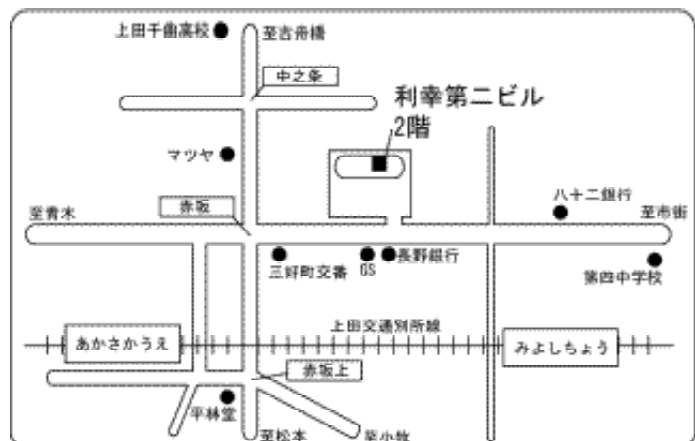 上田千曲高校
至古舟橋
中之条
利幸第二ビル
2階
マツヤ
八十二銀行
至青木
赤坂
至市街
三好町交番
GS
長野銀行
第四中学校
上田交通別所線
あかさかうえ
みよしちょう
赤坂上
平林堂
至松本
至小牧